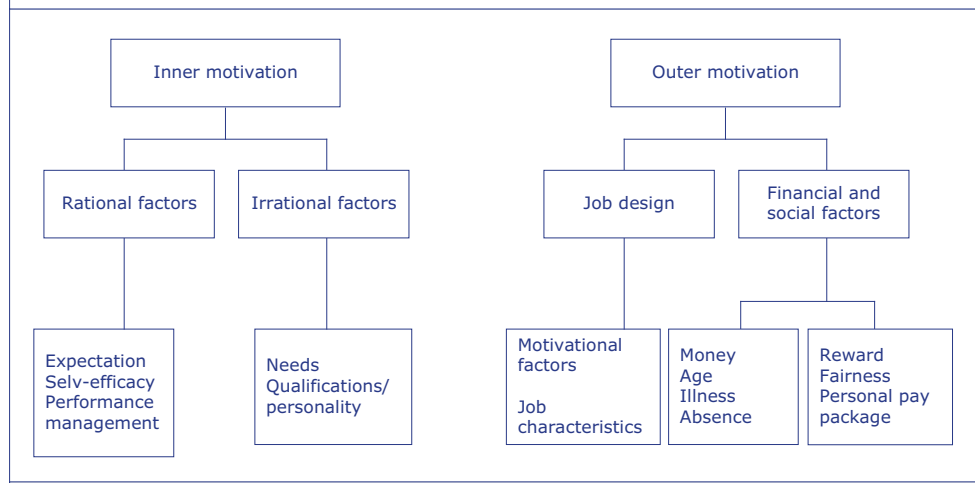 Inner motivation
Outer motivation
Rational factors
Irrational factors
Job design
Financial and
social factors
Expectation
Selv-efficacy
Performance
management
Needs
Qualifications/
personality
Motivational
factors
Job
characteristics
Money
Age
Illness
Absence
Reward
Fairness
Personal pay
package